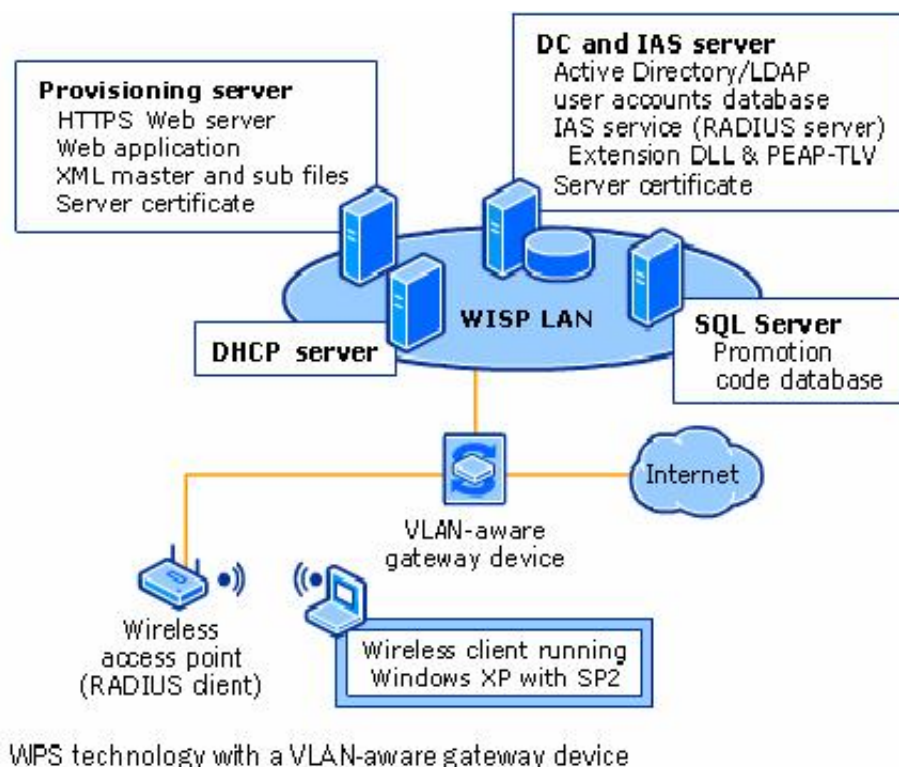 Provisioning server
HTTPS Web server
Web application
XML master and sub files
Server certificate
DC and IAS server
Active Directory/LDAP
user accounts database
IAS service (RADIUS server)
Extension DLL & PEAP-TLV
Server certificate
WISP LAN
DHCP server
SQL Server
Promotion
code database
Internet
VLAN-aware
gateway device
Wireless
access point
(RADIUS client)
Wireless client running
Windows XP with SP2
WPS technology with a VLAN-aware gateway device